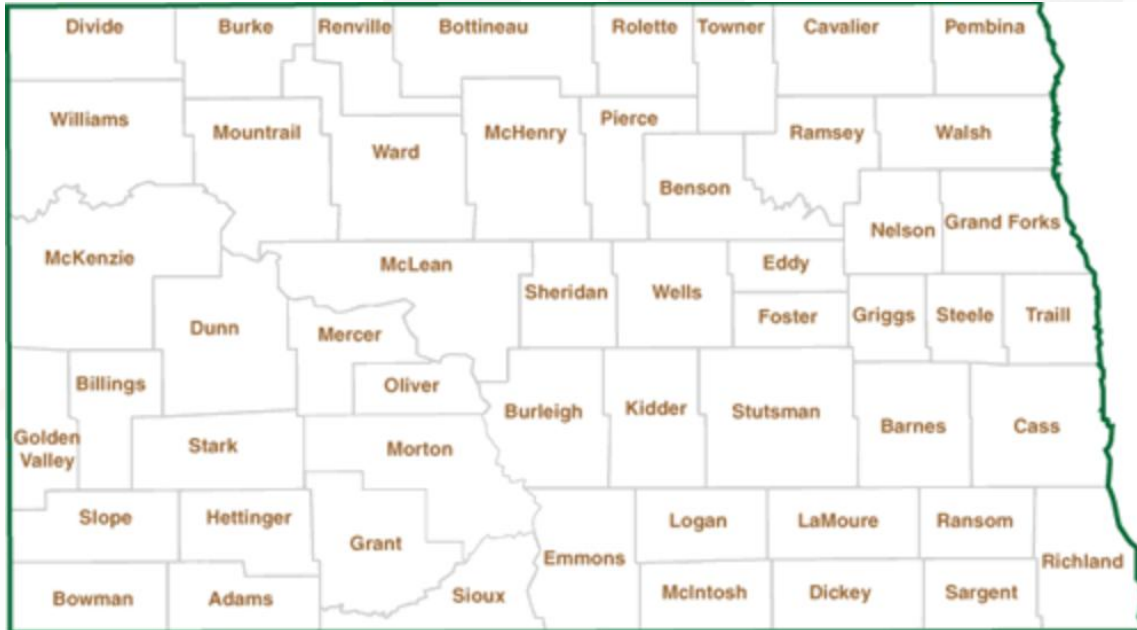 Divide
Burke
Renville
Bottineau
Rolette
Towner
Cavalier
Pembina
Williams
Mountrail
Ward
McHenry
Pierce
Ramsey
Walsh
Benson
Nelson
Grand Forks
McKenzie
McLean
Sheridan
Wells
Eddy
Dunn
Mercer
Foster
Griggs
Steele
Traill
Billings
Oliver
Burleigh
Kidder
Stutsman
Barnes
Cass
Golden
Valley
Stark
Morton
Slope
Hettinger
Grant
Emmons
Logan
LaMoure
Ransom
Richland
Bowman
Adams
Sioux
McIntosh
Dickey
Sargent